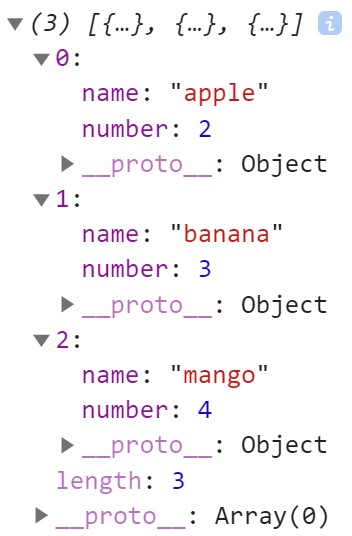 (3) [{…}, {…}, {…}] i
0:
name: "apple"
number: 2
__proto__: Object
1:
name: "banana"
number: 3
__proto__: Object
2:
name: "mango"
number: 4
__proto__: Object
length: 3
__proto__: Array(0)